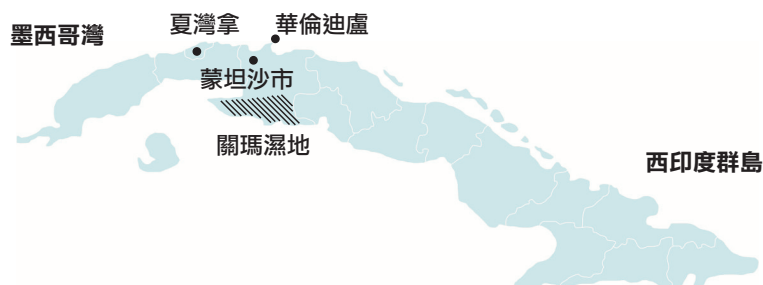 墨西哥灣
夏灣拿
華倫迪盧
蒙坦沙市
關瑪濕地
西印度群島